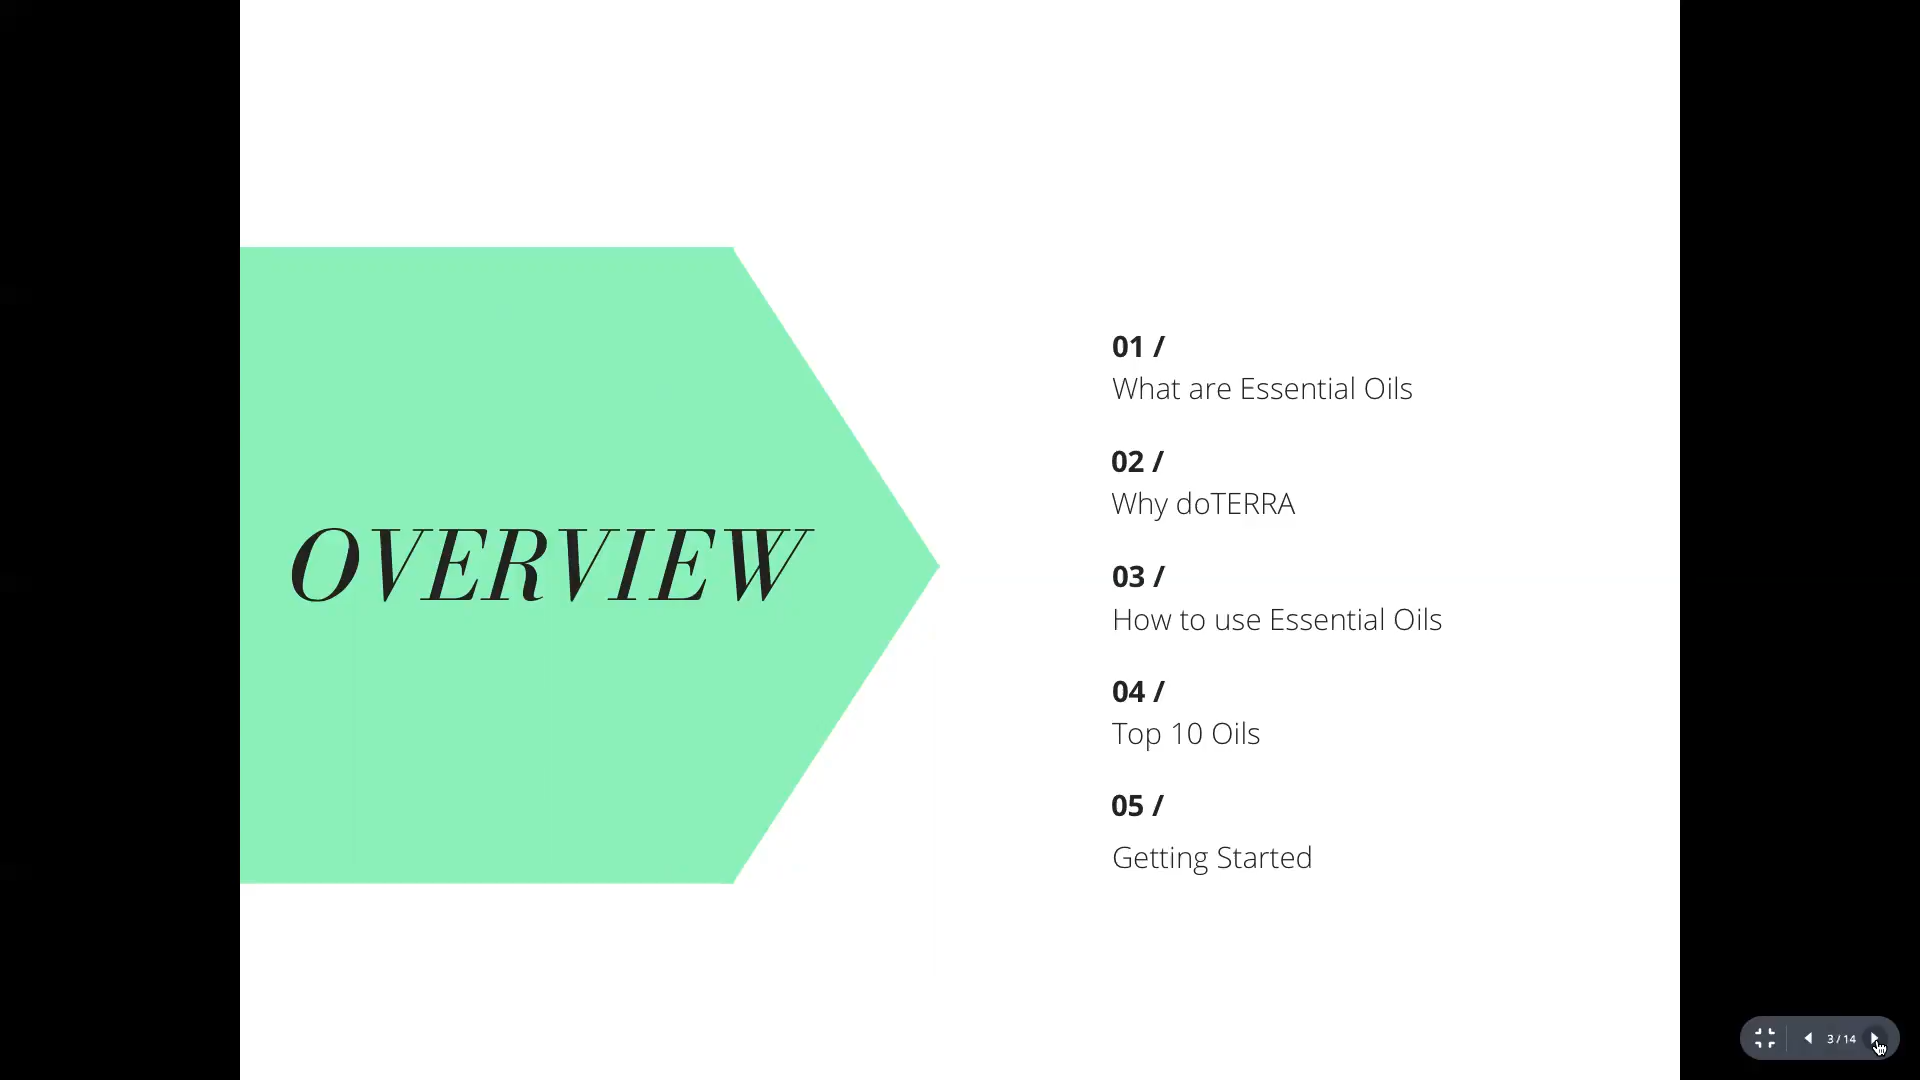 OVERVIEW
01 /
What are Essential Oils
02 /
Why doTERRA
03 /
How to use Essential Oils
04 /
Top 10 Oils
05 /
Getting Started
3 / 14